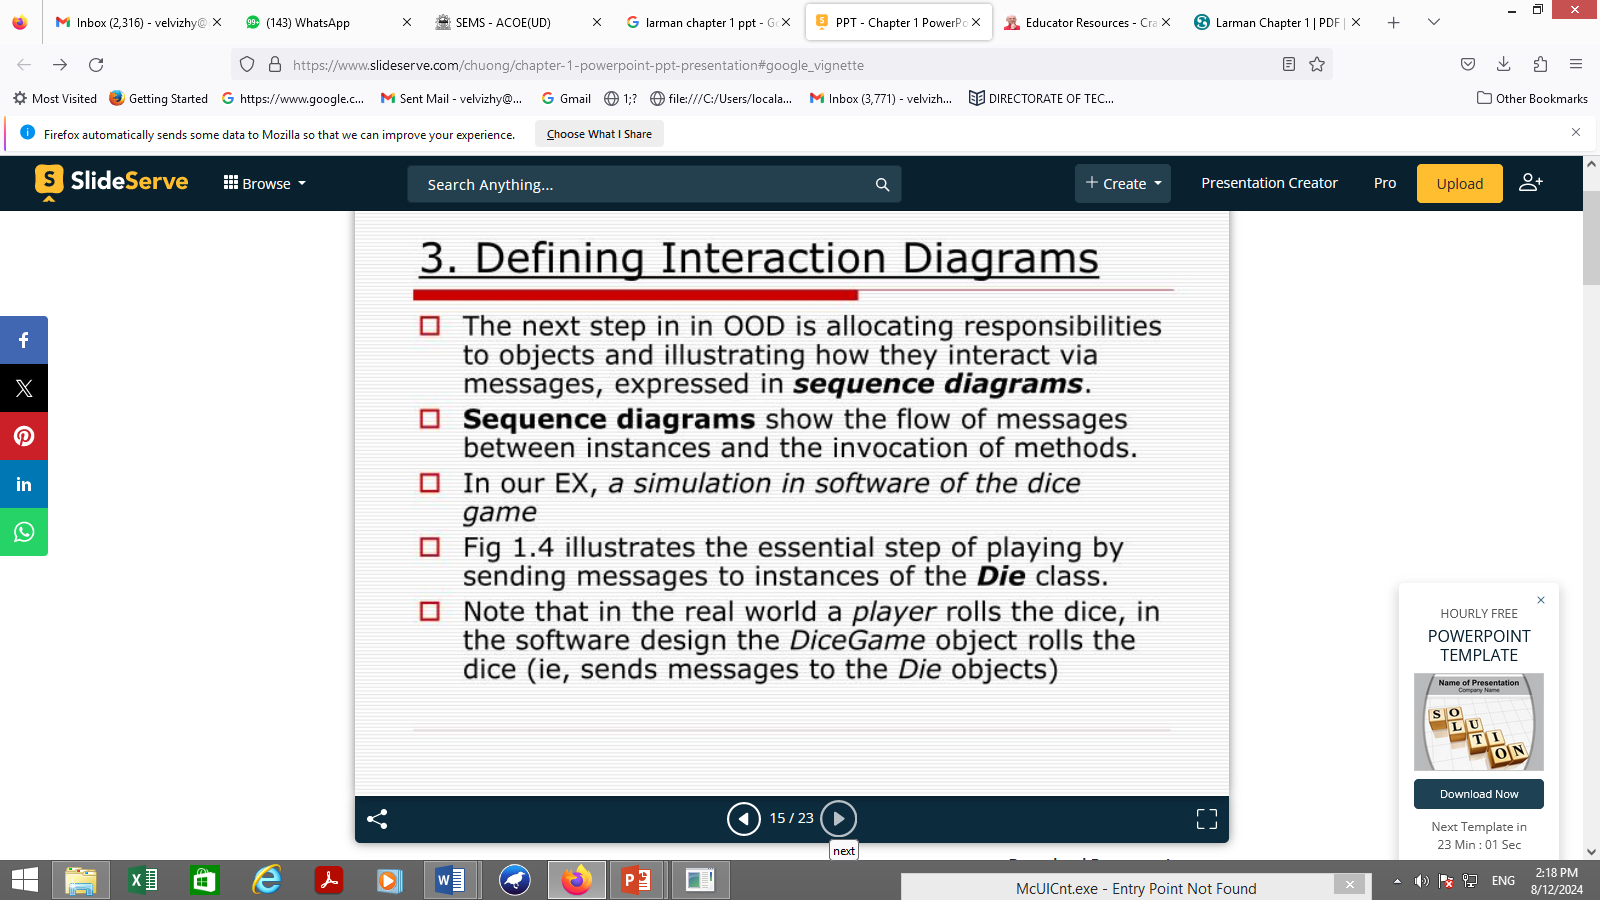 Inbox (2,316) - velvizhy@
99+
(143) WhatsApp
SEMS - ACOE(UD)
larman chapter 1 ppt - Go
PPT - Chapter 1 PowerPo
Educator Resources - Cra
Larman Chapter 1 | PDF |
https://www.slideserve.com/chuong/chapter-1-powerpoint-ppt-presentation#google_vignette
Most Visited
Getting Started
https://www.google.c...
Sent Mail - velvizhy@...
Gmail
1;?
file:///C:/Users/locala...
Inbox (3,771) - velvizh...
DIRECTORATE OF TEC...
Other Bookmarks
Firefox automatically sends some data to Mozilla so that we can improve your experience.
Choose What I Share
SlideServe
Browse
Search Anything...
Create
Presentation Creator
Pro
Upload
3. Defining Interaction Diagrams
The next step in in OOD is allocating responsibilities
to objects and illustrating how they interact via
messages, expressed in sequence diagrams.
Sequence diagrams show the flow of messages
between instances and the invocation of methods.
In our EX, a simulation in software of the dice
game
Fig 1.4 illustrates the essential step of playing by
sending messages to instances of the Die class.
Note that in the real world a player rolls the dice, in
the software design the DiceGame object rolls the
dice (ie, sends messages to the Die objects)
HOURLY FREE
POWERPOINT
TEMPLATE
Name of Presentation
Company Name
SOLUTION
Download Now
Next Template in
23 Min : 01 Sec
15 / 23
next
McUICnt.exe - Entry Point Not Found
ENG
2:18 PM
8/12/2024